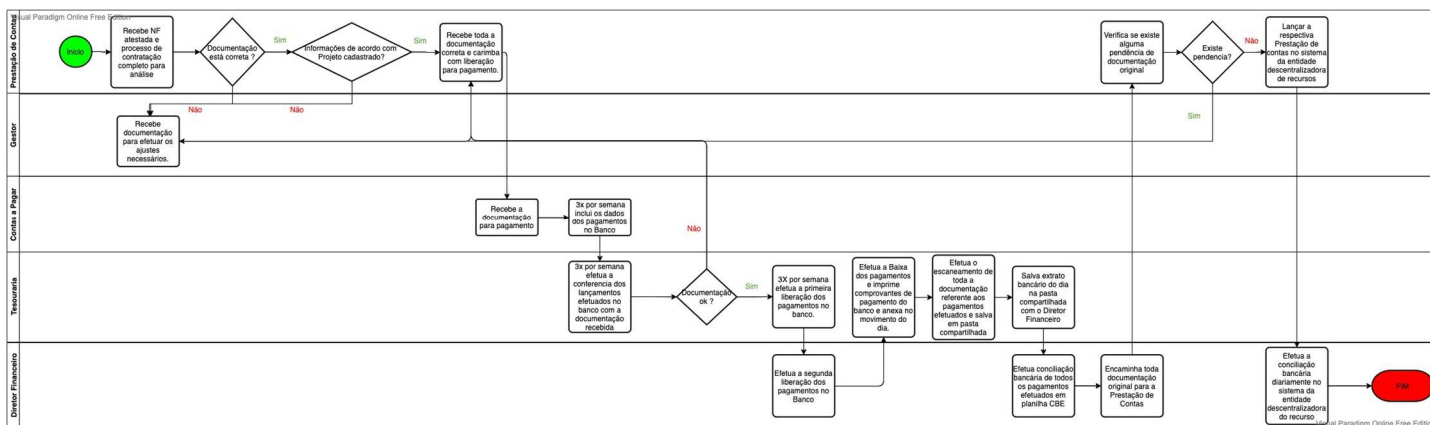 Visual Paradigm Online Free Edition
Prestação de Contas
Início
Recebe NF
atestada e
processo de
contratação
completo para
análise
Documentação
está correta ?
Sim
Informações de acordo com
Projeto cadastrado?
Sim
Recebe toda a
documentação
correta e carimba
com liberação
para pagamento.
Verifica se existe
alguma
pendência de
documentação
original
Existe
pendencia?
Não
Lançar a
respectiva
Prestação de
contas no sistema
da entidade
descentralizadora
de recursos
Não
Não
Sim
Gestor
Recebe
documentação
para efetuar os
ajustes
necessários.
Contas a Pagar
Recebe a
documentação
para pagamento
3x por semana
inclui os dados
dos pagamentos
no Banco
Não
Tesouraria
3x por semana
efetua a
conferencia dos
lançamentos
efetuados no
banco com a
documentação
recebida
Documentação
ok ?
Sim
3X por semana
efetua a primeira
liberação dos
pagamentos no
banco.
Efetua a Baixa
dos pagamentos
e imprime
comprovantes de
pagamento do
banco e anexa no
movimento do
dia.
Efetua o
escaneamento de
toda a
documentação
referente aos
pagamentos
efetuados e salva
em pasta
compartilhada
Salva extrato
bancário do dia
na pasta
compartilhada
com o Diretor
Financeiro
Diretor Financeiro
Efetua a segunda
liberação dos
pagamentos no
Banco
Efetua conciliação
bancária de todos
os pagamentos
efetuados em
planilha CBE
Encaminha toda
documentação
original para a
Prestação de
Contas
Efetua a
conciliação
bancária
diariamente no
sistema da
entidade
descentralizadora
do recurso
FIM
Visual Paradigm Online Free Edition